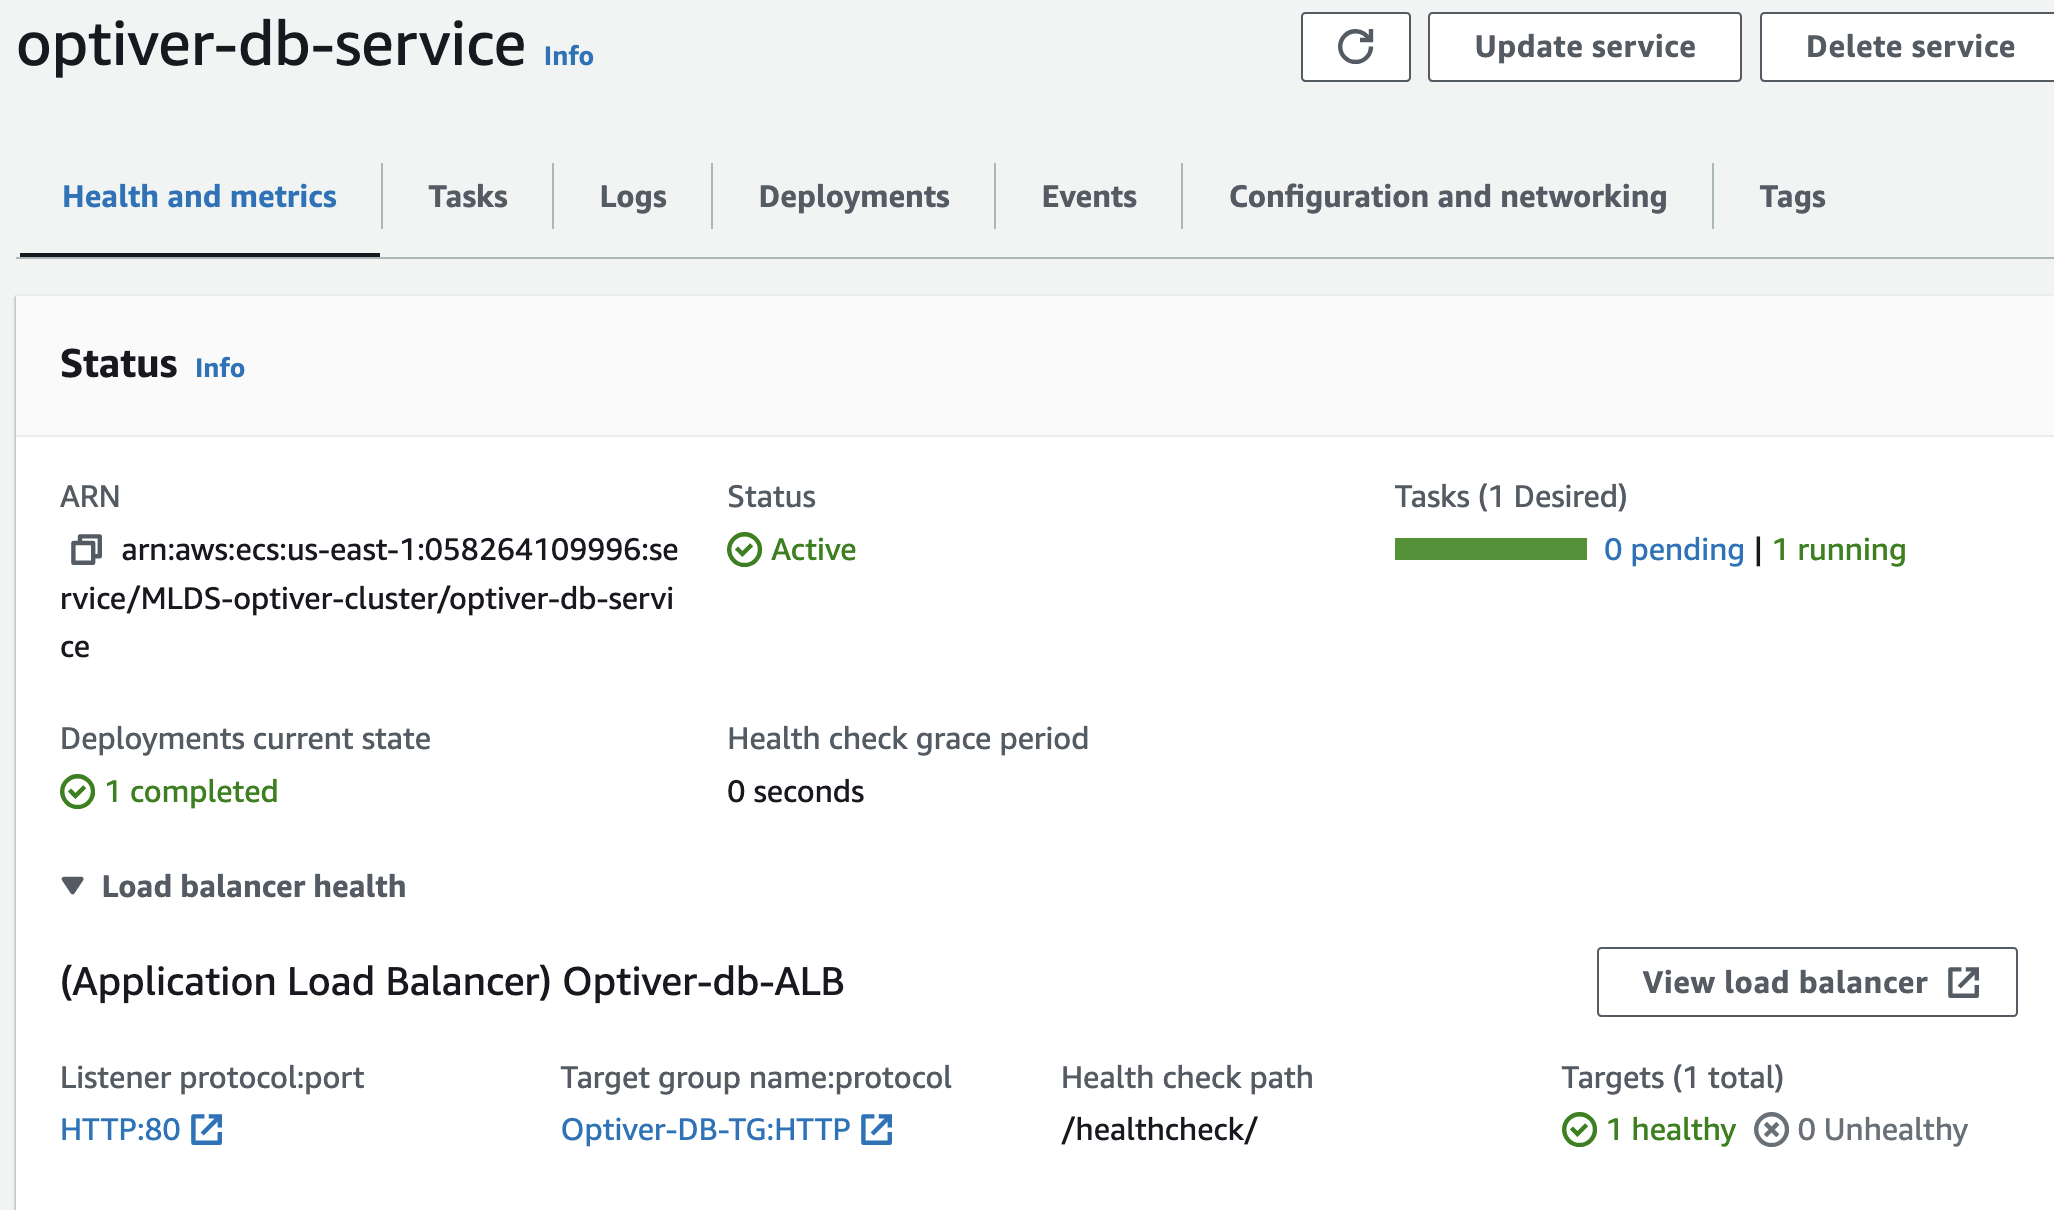 optiver-db-service Info
Update service
Delete service
Health and metrics
Tasks
Logs
Deployments
Events
Configuration and networking
Tags
Status Info
ARN
arn:aws:ecs:us-east-1:058264109996:se
rvice/MLDS-optiver-cluster/optiver-db-servi
ce
Status
Active
Tasks (1 Desired)
0 pending | 1 running
Deployments current state
1 completed
Health check grace period
0 seconds
Load balancer health
(Application Load Balancer) Optiver-db-ALB
View load balancer
Listener protocol:port
HTTP:80
Target group name:protocol
Optiver-DB-TG:HTTP
Health check path
/healthcheck/
Targets (1 total)
1 healthy 0 Unhealthy